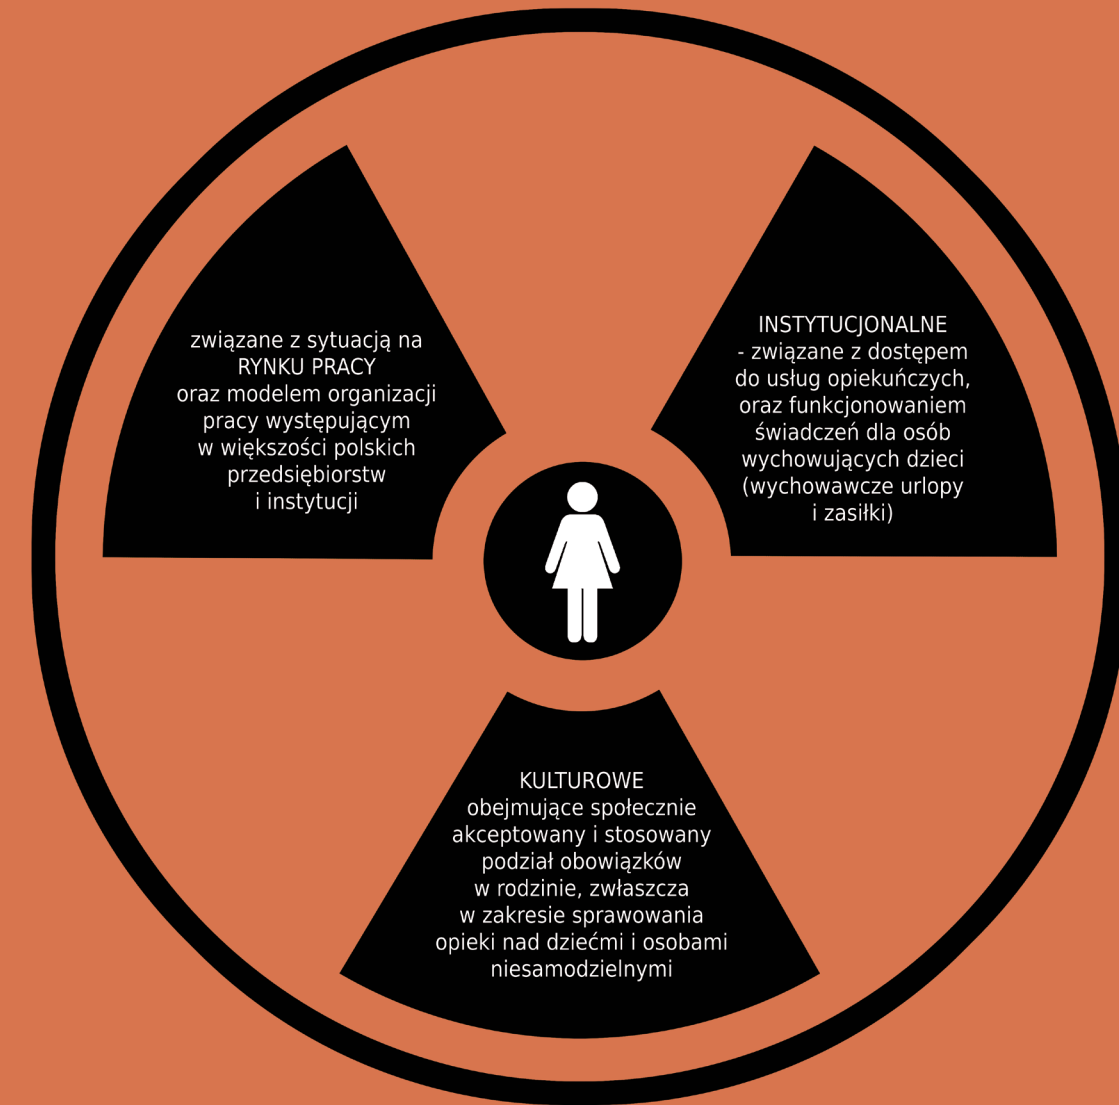 związane z sytuacją na
RYNKU PRACY
oraz modelem organizacji
pracy występującym
w większości polskich
przedsiębiorstw
i instytucji
INSTYTUCJONALNE
- związane z dostępem
do usług opiekuńczych,
oraz funkcjonowaniem
świadczeń dla osób
wychowujących dzieci
(wychowawcze urlopy
i zasiłki)
KULTUROWE
obejmujące społecznie
akceptowany i stosowany
podział obowiązków
w rodzinie, zwłaszcza
w zakresie sprawowania
opieki nad dziećmi i osobami
niesamodzielnymi